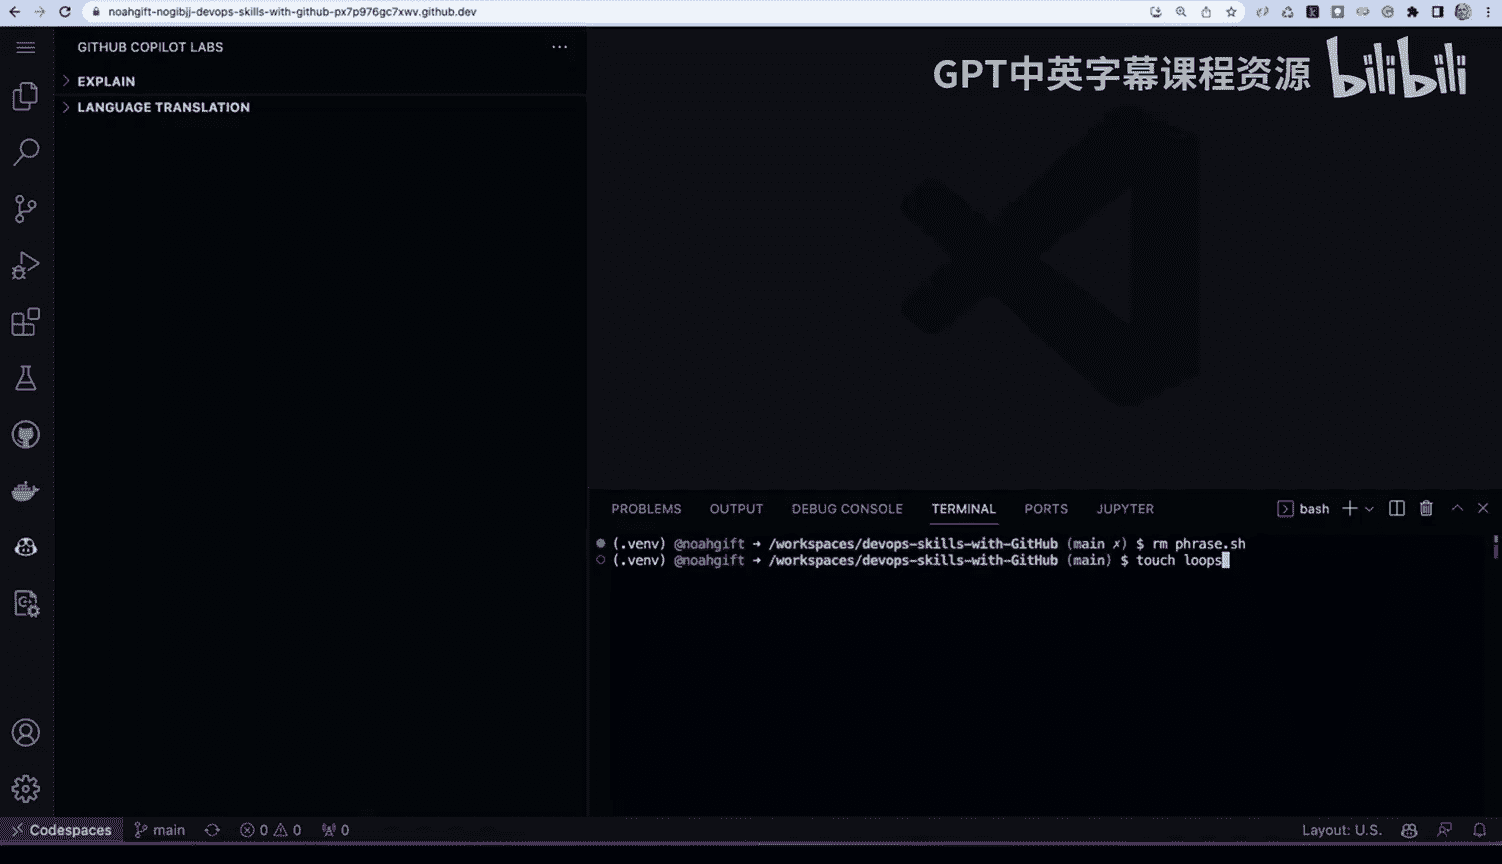 noahgift-nogibjj-devops-skills-with-github-px7p976gc7xwv.github.dev
GITHUB COPILOT LABS
EXPLAIN
LANGUAGE TRANSLATION
GPT中英字幕课程资源 bilibili
PROBLEMS OUTPUT DEBUG CONSOLE TERMINAL PORTS JUPYTER bash
(.venv) @noahgift → /workspaces/devops-skills-with-GitHub (main ✗) $ rm phrase.sh
(.venv) @noahgift → /workspaces/devops-skills-with-GitHub (main) $ touch loops
Codespaces main 0 0 0 Layout: U.S.